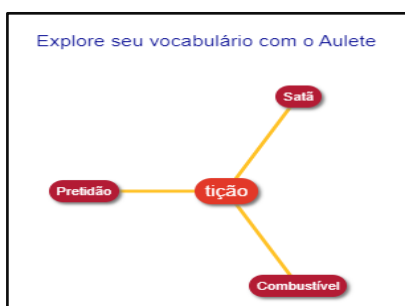 Explore seu vocabulário com o Aulete
Satã
Pretidão
tição
Combustível